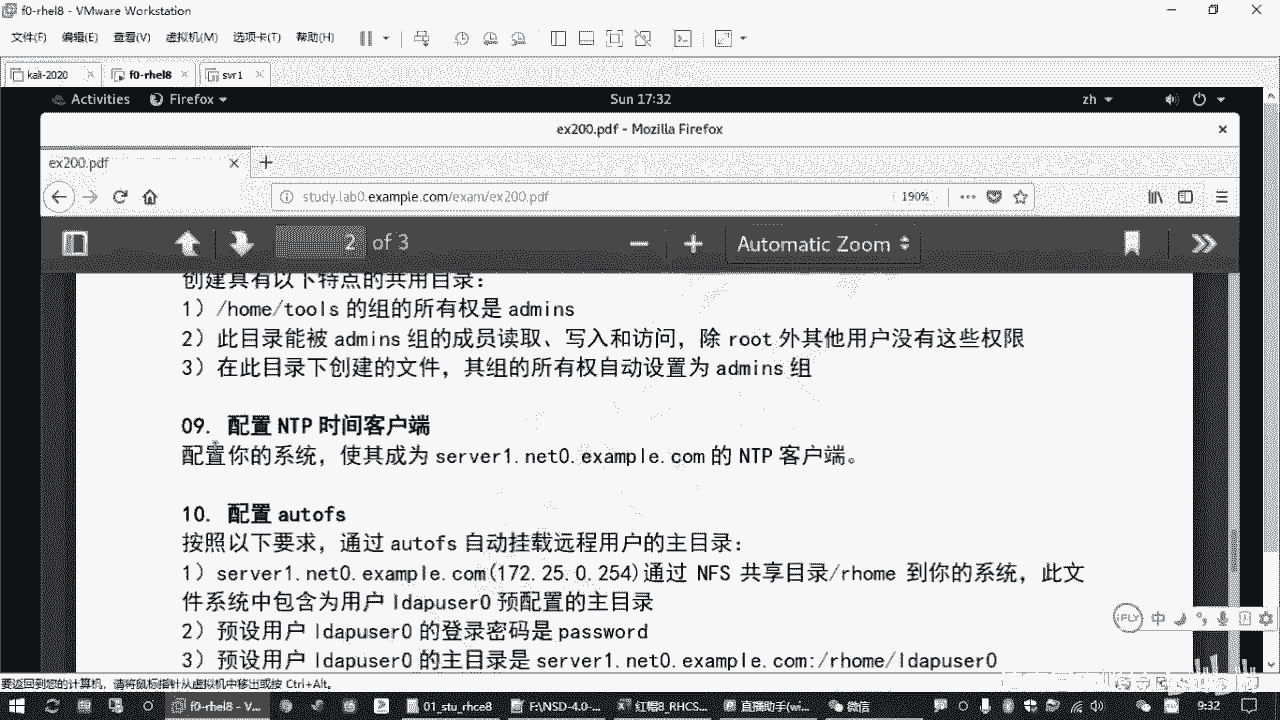 f0-rhel8 - VMware Workstation
文件(F) 编辑(E) 查看(V) 虚拟机(M) 选项卡(T) 帮助(H)
kali-2020 f0-rhel8 svr1
Activities Firefox Sun 17:32 zh
ex200.pdf - Mozilla Firefox
ex200.pdf
study.lab0.example.com/exam/ex200.pdf 190%
2 of 3 Automatic Zoom
创建具有以下特点的共用目录：
1）/home/tools 的组的所有权是 admins
2）此目录能被 admins 组的成员读取、写入和访问，除 root 外其他用户没有这些权限
3）在此目录下创建的文件，其组的所有权自动设置为 admins 组
09. 配置 NTP 时间客户端
配置你的系统，使其成为 server1.net0.example.com 的 NTP 客户端。
10. 配置 autofs
按照以下要求，通过 autofs 自动挂载远程用户的主目录：
1）server1.net0.example.com(172.25.0.254)通过 NFS 共享目录/rhome 到你的系统，此文
件系统中包含为用户 ldapuser0 预配置的主目录
2）预设用户 ldapuser0 的登录密码是 password
3）预设用户 ldapuser0 的主目录是 server1.net0.example.com:/rhome/ldapuser0
iFLY 中
要返回到您的计算机，请将鼠标指针从虚拟机中移出或按 Ctrl+Alt。
f0-rhel8 - V... 01_stu_rhce8 F:\NSD-4.0-... 红帽8_RHCS... 直播助手(wi... 微信 9:32